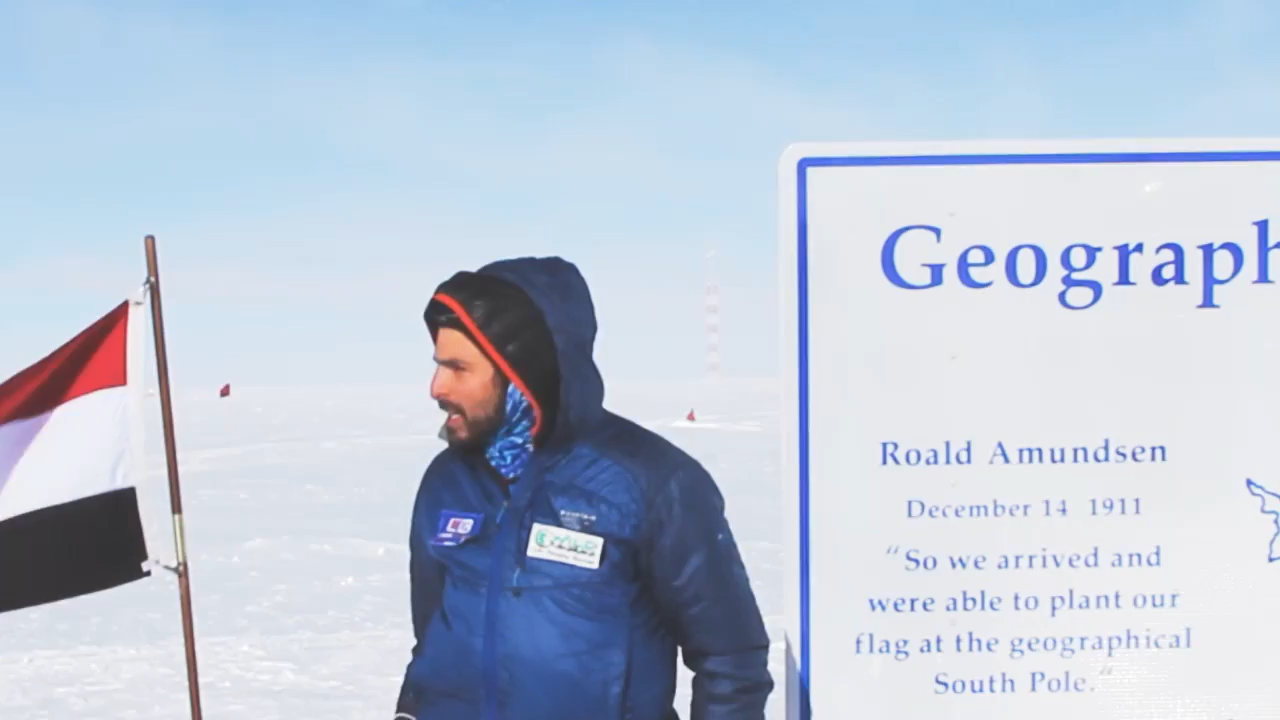 Geograph
Roald Amundsen
December 14 1911
“So we arrived and
were able to plant our
flag at the geographical
South Pole.”